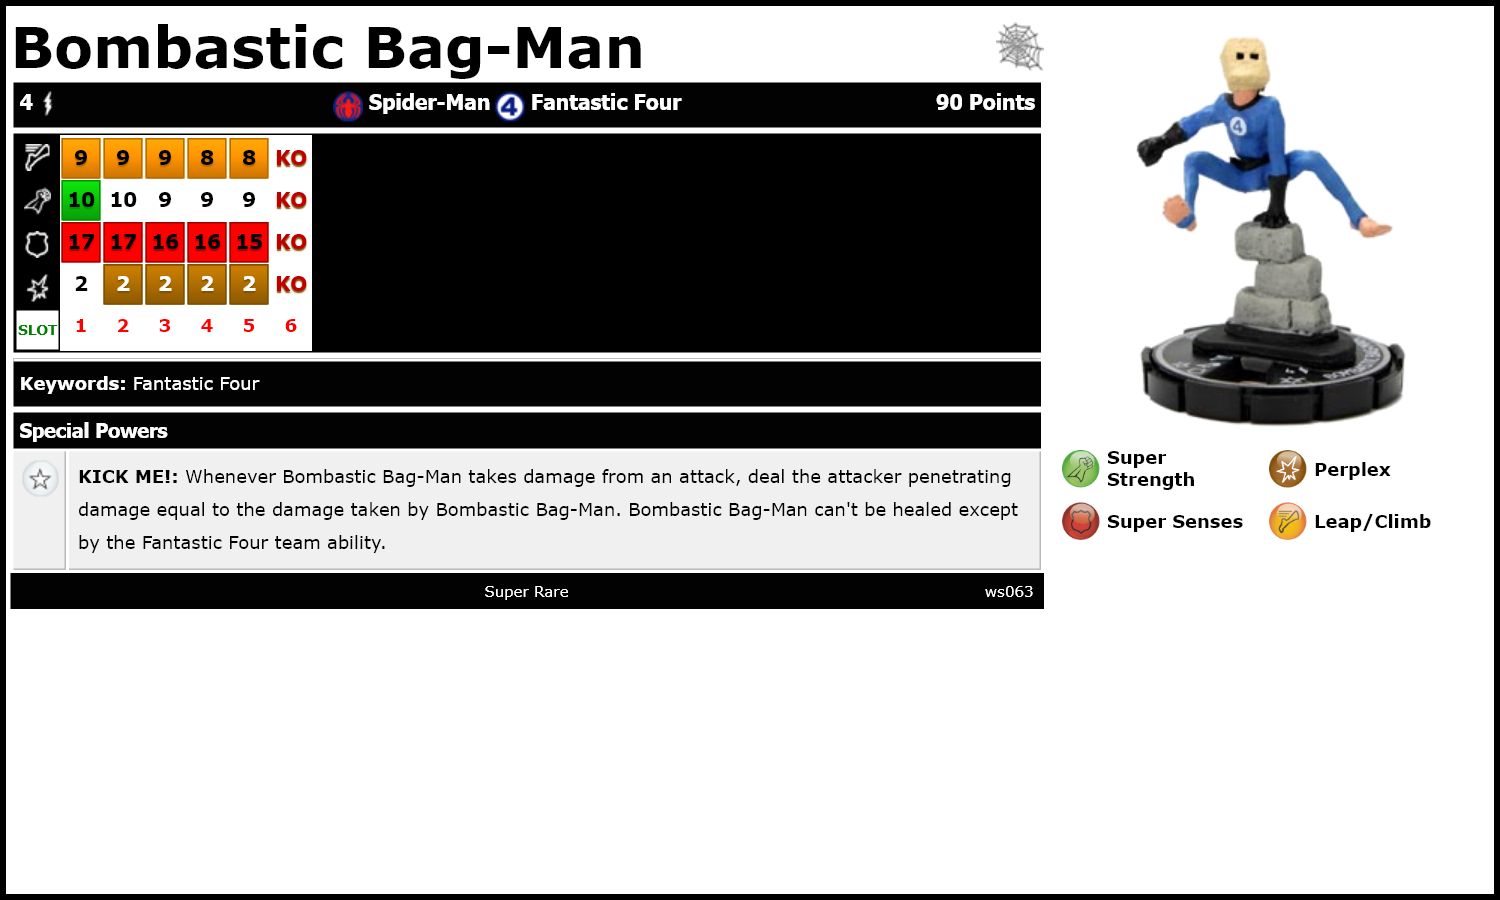 Bombastic Bag-Man
4 Spider-Man 4 Fantastic Four 90 Points
9 9 9 8 8 KO
10 10 9 9 9 KO
17 17 16 16 15 KO
2 2 2 2 2 KO
SLOT 1 2 3 4 5 6
Keywords: Fantastic Four
Special Powers
KICK ME!: Whenever Bombastic Bag-Man takes damage from an attack, deal the attacker penetrating
damage equal to the damage taken by Bombastic Bag-Man. Bombastic Bag-Man can't be healed except
by the Fantastic Four team ability.
Super Rare ws063
4
Super
Strength
Perplex
Super Senses
Leap/Climb